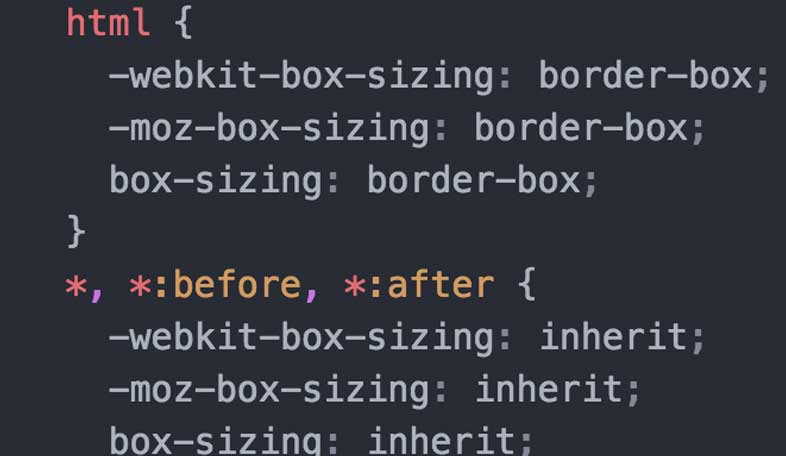 html {
-webkit-box-sizing: border-box;
-moz-box-sizing: border-box;
box-sizing: border-box;
}
*, *:before, *:after {
-webkit-box-sizing: inherit;
-moz-box-sizing: inherit;
box-sizing: inherit;